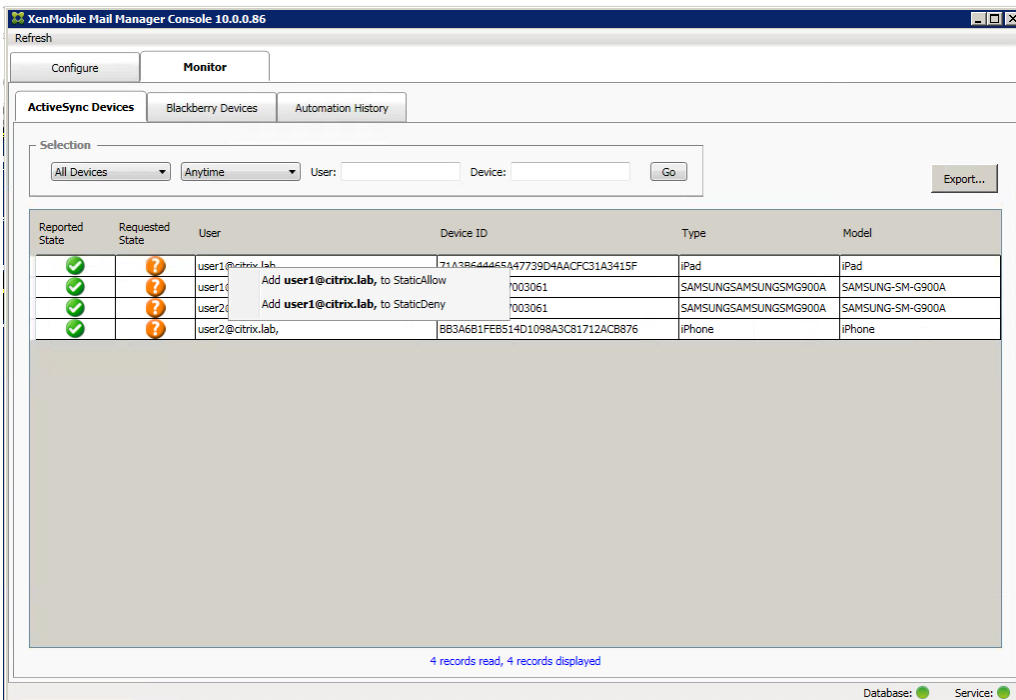 XenMobile Mail Manager Console 10.0.0.86
Refresh
Configure Monitor
ActiveSync Devices Blackberry Devices Automation History
Selection
All Devices Anytime User: Device: Go
Export...
Reported State Requested State User Device ID Type Model
user1@citrix.lab, 71A3B644465A47739D4AACFC31A3415F iPad iPad
Add user1@citrix.lab, to StaticAllow
user1 7003061 SAMSUNGSAMSUNGSMG900A SAMSUNG-SM-G900A
Add user1@citrix.lab, to StaticDeny
user2 7003061 SAMSUNGSAMSUNGSMG900A SAMSUNG-SM-G900A
user2@citrix.lab, BB3A6B1FEB514D1098A3C81712ACB876 iPhone iPhone
4 records read, 4 records displayed
Database: Service: